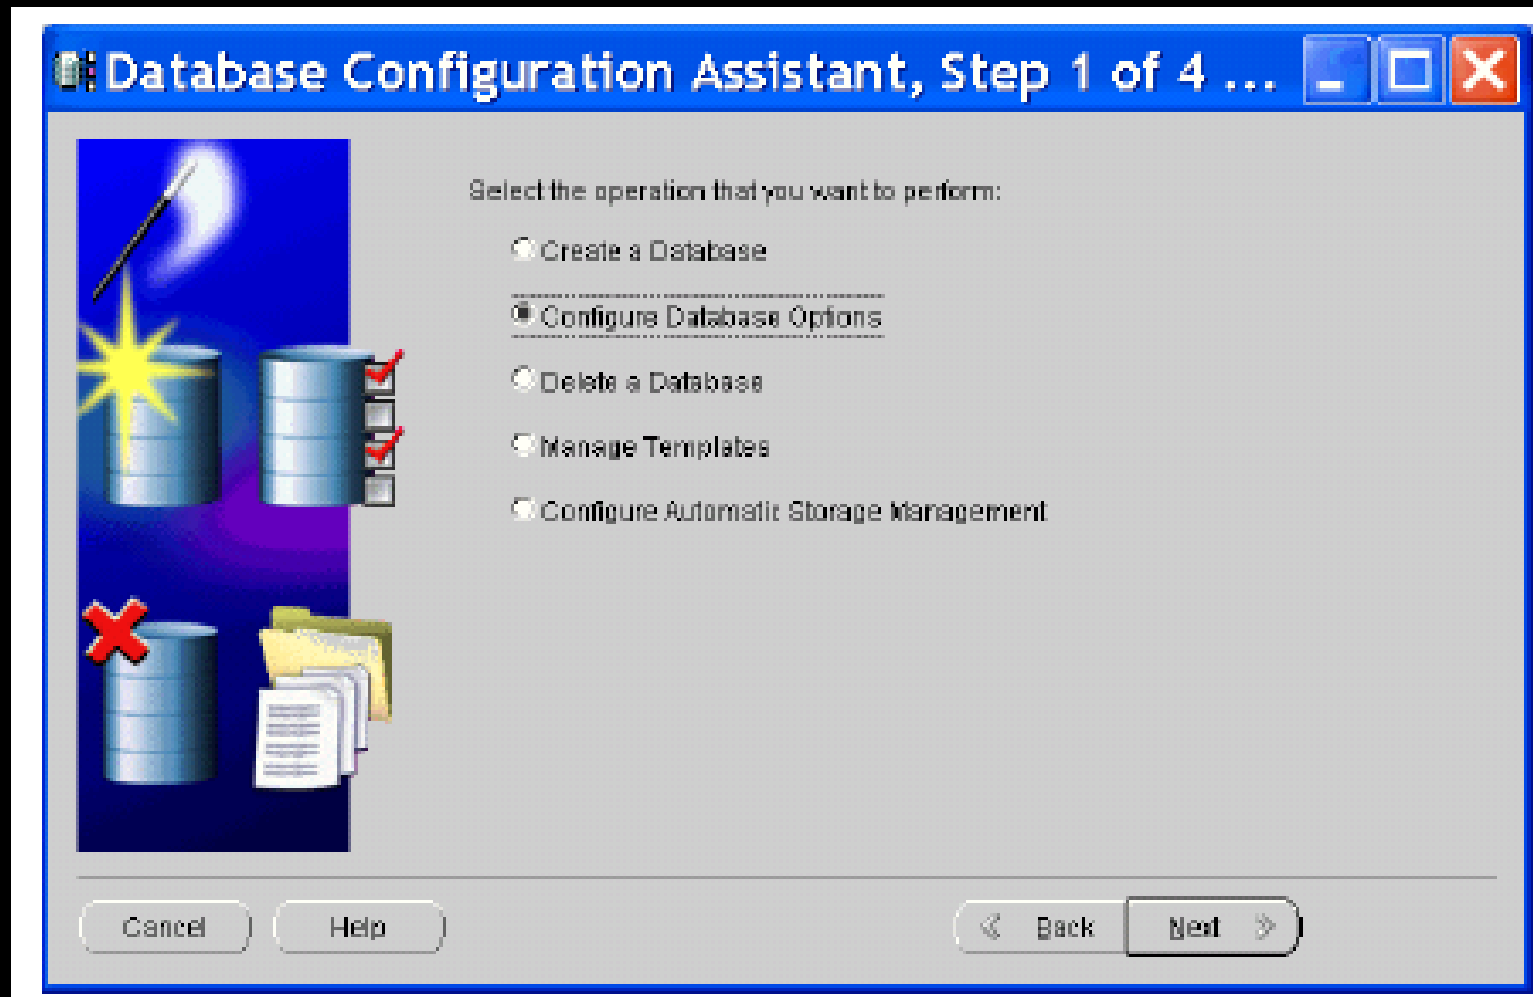 Database Configuration Assistant, Step 1 of 4 ...
Select the operation that you want to perform:
Create a Database
Configure Database Options
Delete a Database
Manage Templates
Configure Automatic Storage Management
Cancel
Help
Back
Next